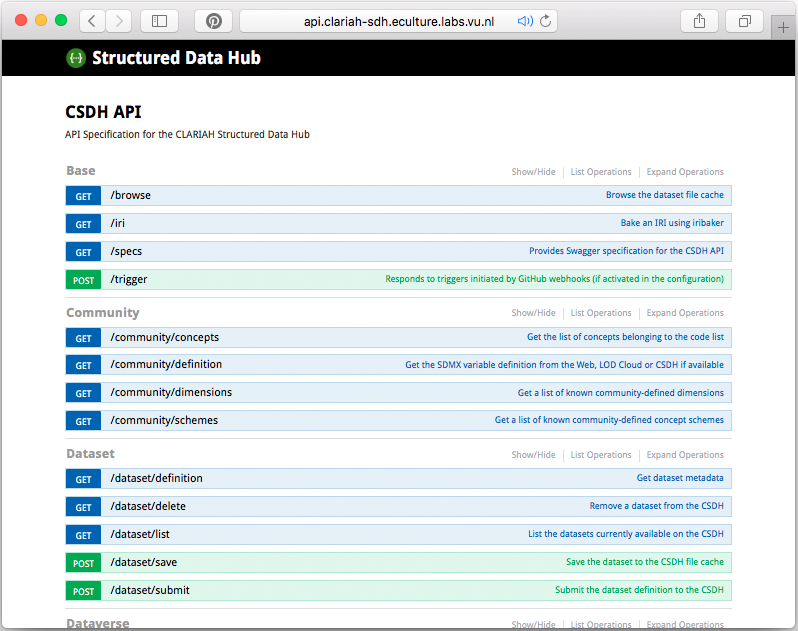 api.clariah-sdh.eculture.labs.vu.nl
{···} Structured Data Hub
CSDH API
API Specification for the CLARIAH Structured Data Hub
Base Show/Hide List Operations Expand Operations
GET /browse Browse the dataset file cache
GET /iri Bake an IRI using iribaker
GET /specs Provides Swagger specification for the CSDH API
POST /trigger Responds to triggers initiated by GitHub webhooks (if activated in the configuration)
Community Show/Hide List Operations Expand Operations
GET /community/concepts Get the list of concepts belonging to the code list
GET /community/definition Get the SDMX variable definition from the Web, LOD Cloud or CSDH if available
GET /community/dimensions Get a list of known community-defined dimensions
GET /community/schemes Get a list of known community-defined concept schemes
Dataset Show/Hide List Operations Expand Operations
GET /dataset/definition Get dataset metadata
GET /dataset/delete Remove a dataset from the CSDH
GET /dataset/list List the datasets currently available on the CSDH
POST /dataset/save Save the dataset to the CSDH file cache
POST /dataset/submit Submit the dataset definition to the CSDH
Dataverse Show/Hide List Operations Expand Operations